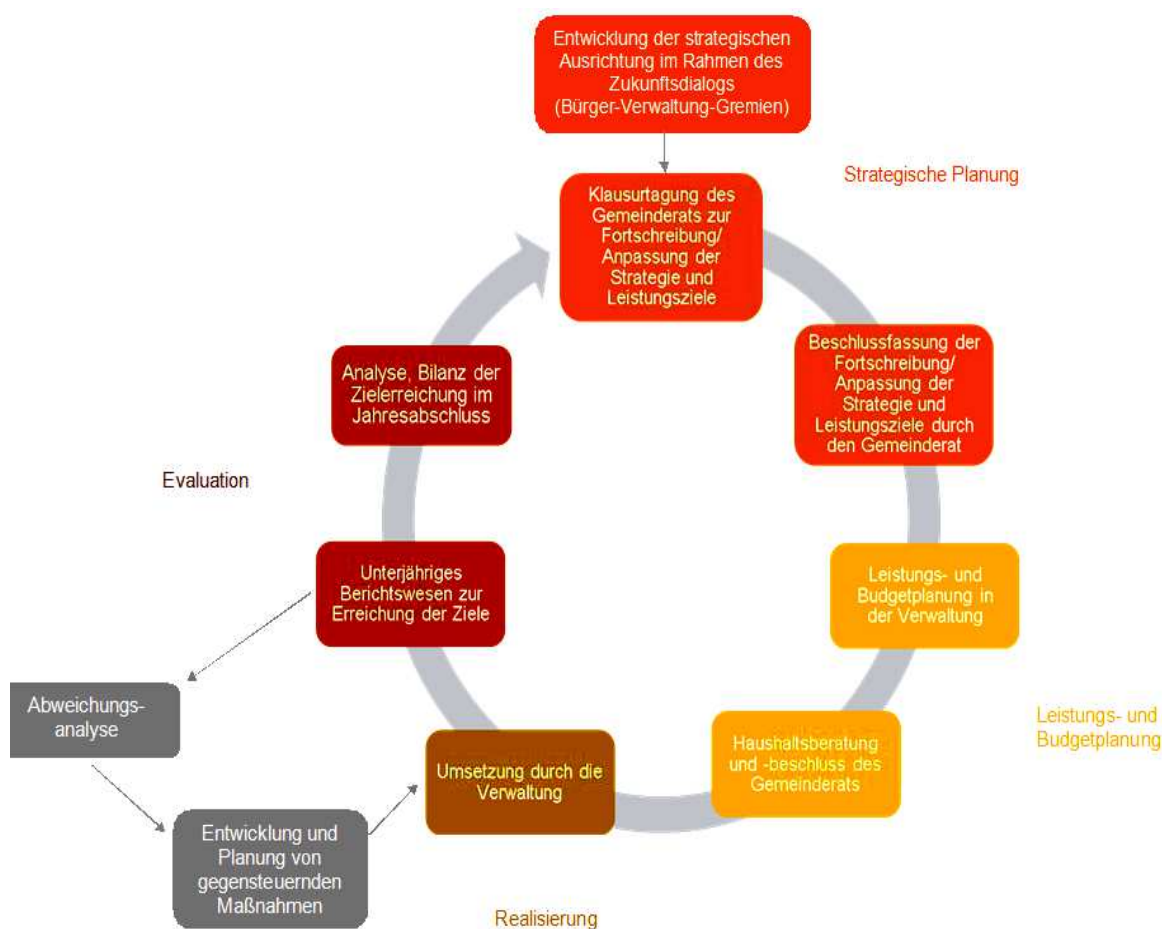 Entwicklung der strategischen
Ausrichtung im Rahmen des
Zukunftsdialogs
(Bürger-Verwaltung-Gremien)
Strategische Planung
Klausurtagung des
Gemeinderats zur
Fortschreibung/
Anpassung der
Strategie und
Leistungsziele
Beschlussfassung der
Fortschreibung/
Anpassung der
Strategie und
Leistungsziele durch
den Gemeinderat
Leistungs- und
Budgetplanung in
der Verwaltung
Leistungs- und
Budgetplanung
Haushaltsberatung
und -beschluss des
Gemeinderats
Umsetzung durch die
Verwaltung
Realisierung
Unterjähriges
Berichtswesen zur
Erreichung der Ziele
Abweichungs-
analyse
Entwicklung und
Planung von
gegensteuernden
Maßnahmen
Evaluation
Analyse, Bilanz der
Zielerreichung im
Jahresabschluss